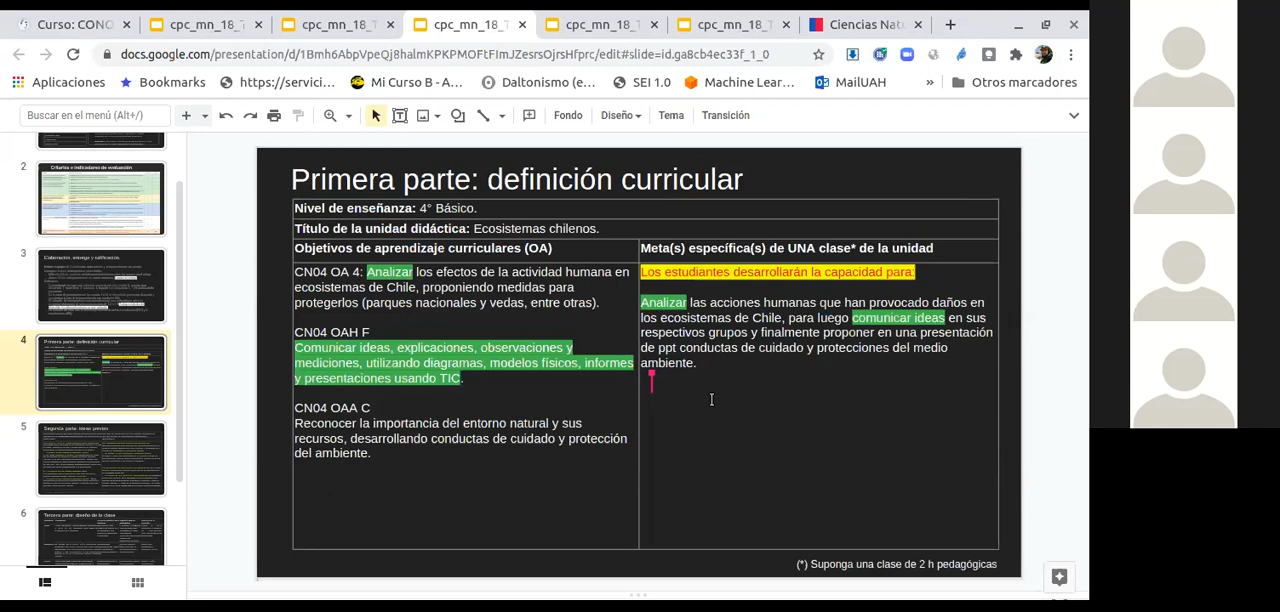 Curso: CONC
cpc_mn_18_T
cpc_mn_18_T
cpc_mn_18_T
cpc_mn_18_T
cpc_mn_18_T
Ciencias Nat
docs.google.com/presentation/d/1Bmh6AbpVpeQj8halmKPKPMOFtFImJZesrsOjrsHfprc/edit#slide=id.ga8cb4ec33f_1_0
Aplicaciones
Bookmarks
https://servici...
Mi Curso B - A...
Daltonismo (e...
SEI 1.0
Machine Lear...
MailUAH
»
Otros marcadores
Buscar en el menú (Alt+/)
Fondo
Diseño
Tema
Transición
2
Criterios e indicadores de evaluación
3
Elaboración, entrega y calificación.
4
Primera parte: definición curricular
5
Segunda parte: ideas previas
6
Tercera parte: diseño de la clase
Primera parte: definición curricular
Nivel de enseñanza: 4° Básico.
Título de la unidad didáctica: Ecosistemas chilenos.
Objetivos de aprendizaje curriculares (OA)
CN04 OA 4: Analizar los efectos de la actividad humana en
ecosistemas de Chile, proponiendo medidas para
protegerlos (parques nacionales y vedas, entre otras).
CN04 OAH F
Comunicar ideas, explicaciones, observaciones y
mediciones, utilizando diagramas, modelos físicos, informes
y presentaciones usando TIC.
CN04 OAA C
Reconocer la importancia del entorno natural y sus
recursos, desarrollando conductas de cuidado y protección
del ambiente.
Meta(s) específica(s) de UNA clase* de la unidad
Los estudiantes desarrollarán la capacidad para:
Analizar las acciones humanas que han provocado daños en
los ecosistemas de Chile, para luego comunicar ideas en sus
respectivos grupos y finalmente proponer en una presentación
de ppt conductas de cuidado y protecciones del medio
ambiente.
(*) Suponga una clase de 2 h pedagógicas